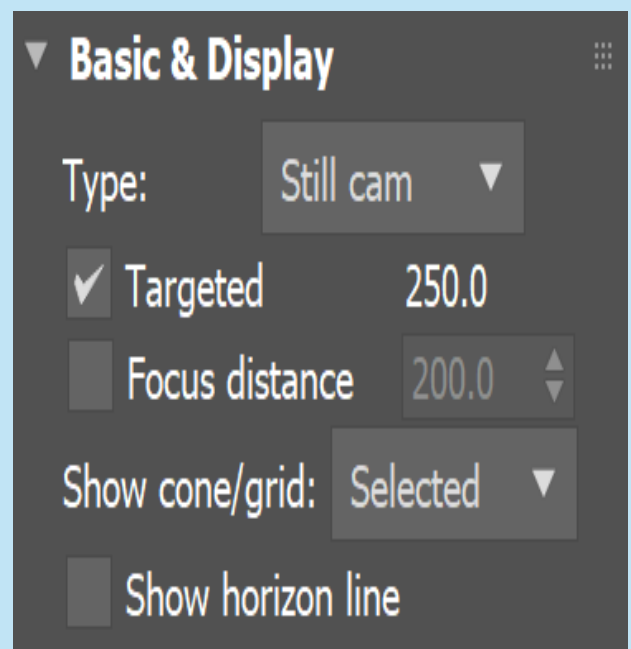 Basic & Display
Type: Still cam
Targeted 250.0
Focus distance 200.0
Show cone/grid: Selected
Show horizon line